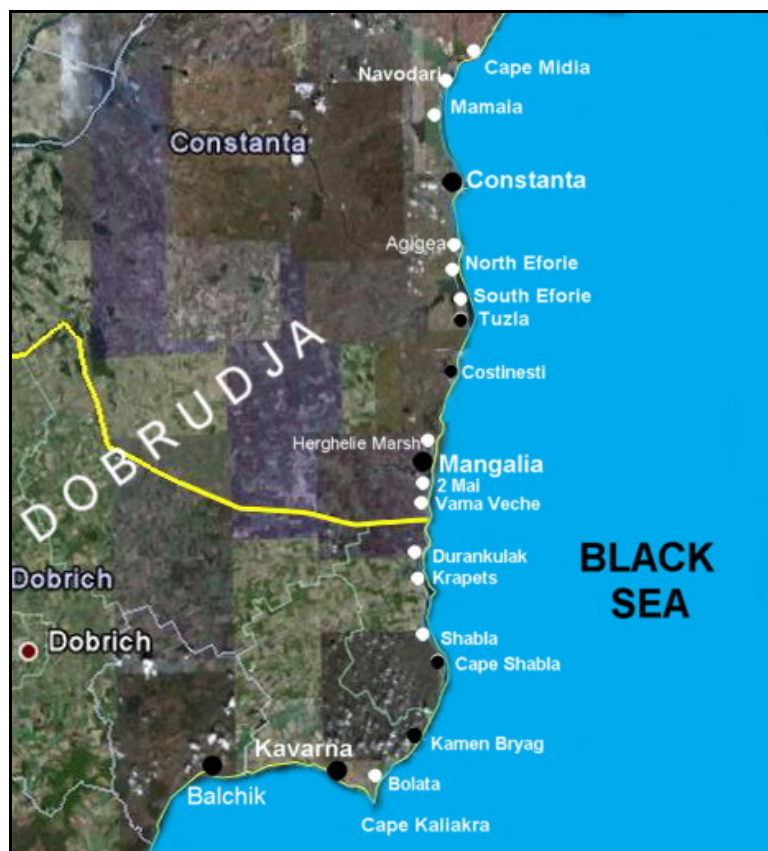 Cape Midia
Navodari
Mamaia
Constanta
Constanta
Agigea
North Eforie
South Eforie
Tuzla
DOBRUDJA
Costinesti
Herghelie Marsh
Mangalia
2 Mai
Vama Veche
Durankulak
BLACK
SEA
Krapets
Dobrich
Shabla
Dobrich
Cape Shabla
Kamen Bryag
Kavarna
Bolata
Balchik
Cape Kaliakra